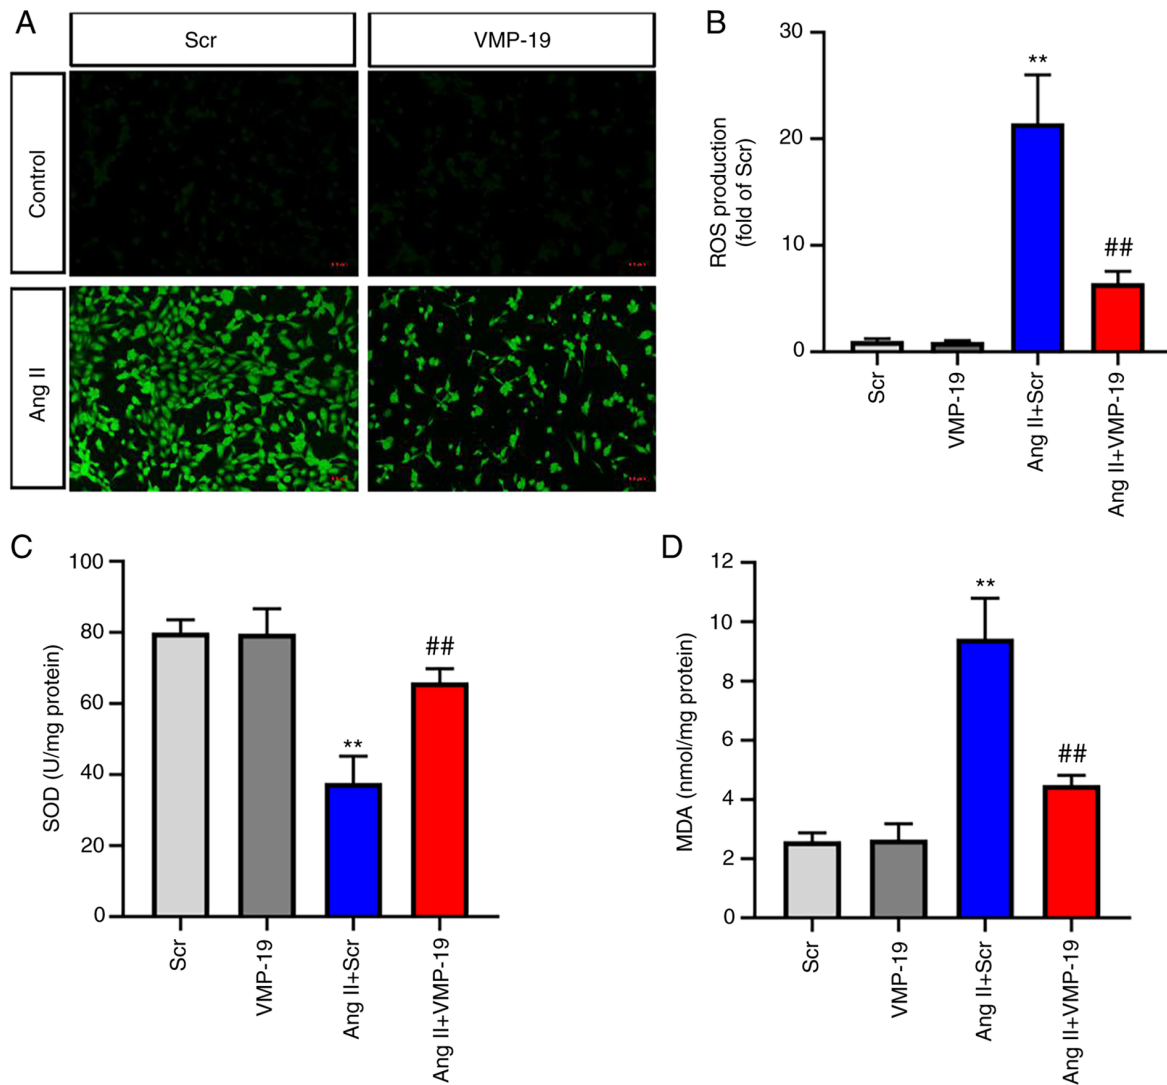 A
Scr
VMP-19
Control
Ang II
B
ROS production
(fold of Scr)
30
20
10
0
**
##
Scr
VMP-19
Ang II+Scr
Ang II+VMP-19
C
SOD (U/mg protein)
100
80
60
40
20
0
**
##
Scr
VMP-19
Ang II+Scr
Ang II+VMP-19
D
MDA (nmol/mg protein)
12
10
8
6
4
2
0
**
##
Scr
VMP-19
Ang II+Scr
Ang II+VMP-19